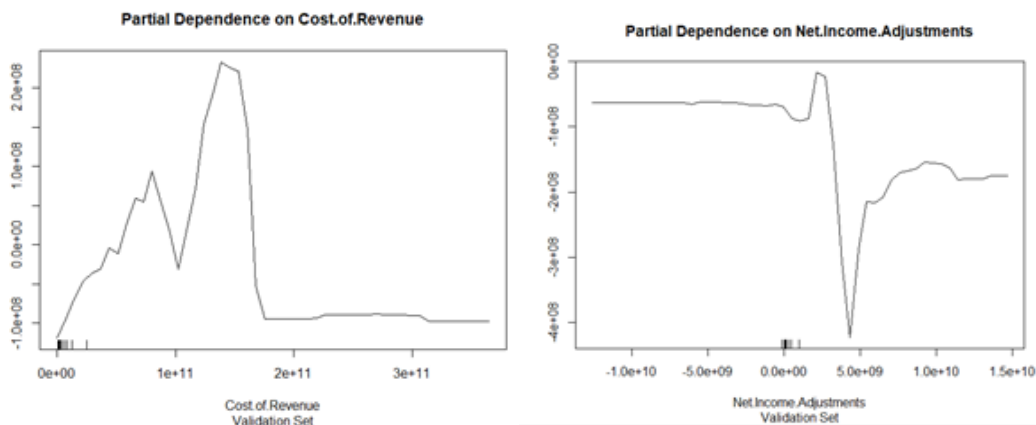 Partial Dependence on Cost.of.Revenue
2.0e+08
1.0e+08
0.0e+00
-1.0e+08
0e+00 1e+11 2e+11 3e+11
Cost.of.Revenue
Validation Set
Partial Dependence on Net.Income.Adjustments
0e+00
-1e+08
-2e+08
-3e+08
-4e+08
-1.0e+10 -5.0e+09 0.0e+00 5.0e+09 1.0e+10 1.5e+10
Net.Income.Adjustments
Validation Set